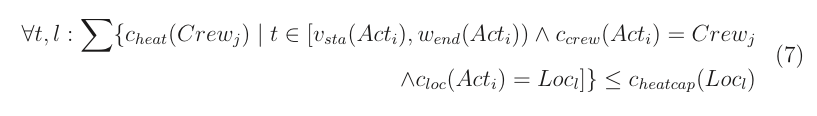 ∀t, l : ∑{c_heat(Crew_j) | t ∈ [v_sta(Act_i), w_end(Act_i)) ∧ c_crew(Act_i) = Crew_j (7)
∧c_loc(Act_i) = Loc_l]} ≤ c_heatcap(Loc_l)